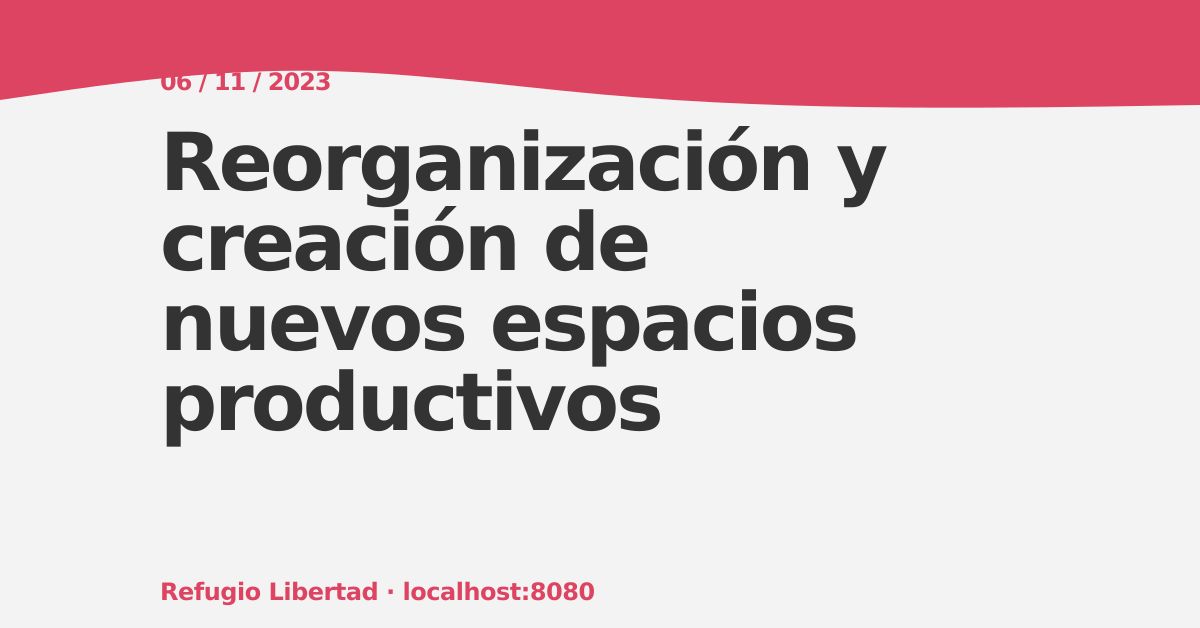 06 / 11 / 2023
Reorganización y
creación de
nuevos espacios
productivos
Refugio Libertad · localhost:8080